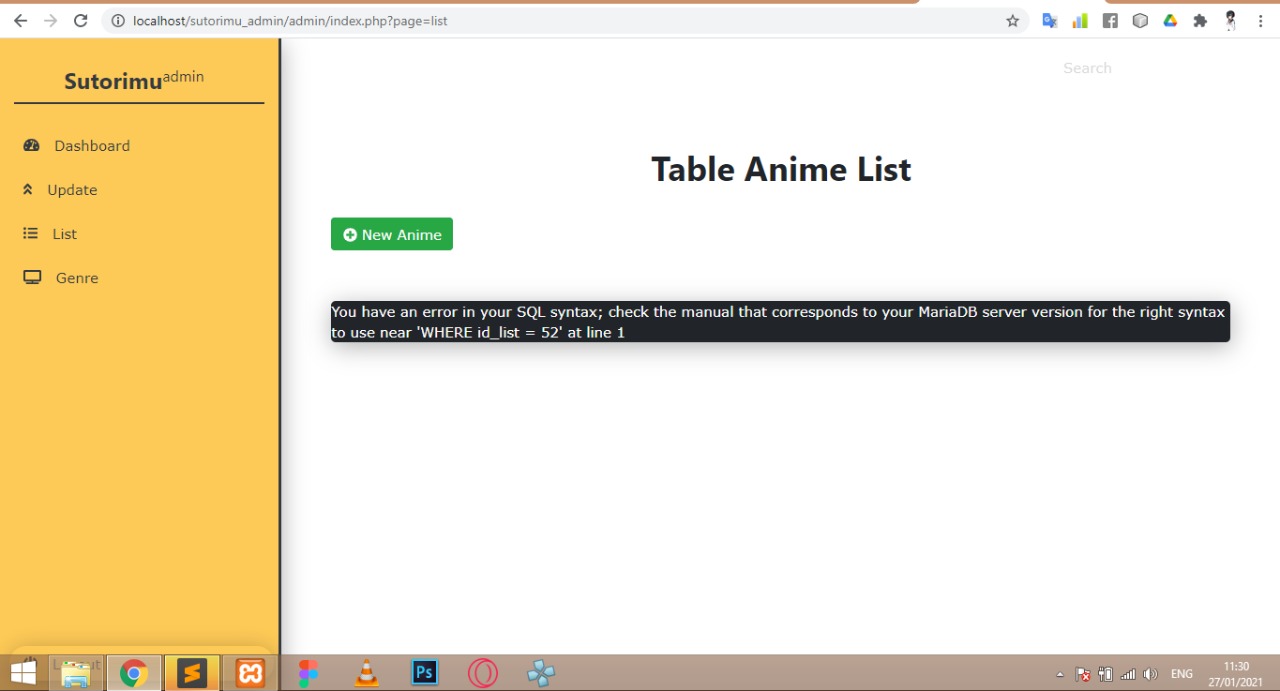 localhost/sutorimu_admin/admin/index.php?page=list
Sutorimu admin
Search
Dashboard
Update
List
Genre
Table Anime List
New Anime
You have an error in your SQL syntax; check the manual that corresponds to your MariaDB server version for the right syntax
to use near 'WHERE id_list = 52' at line 1
Ps
ENG
11:30
27/01/2021